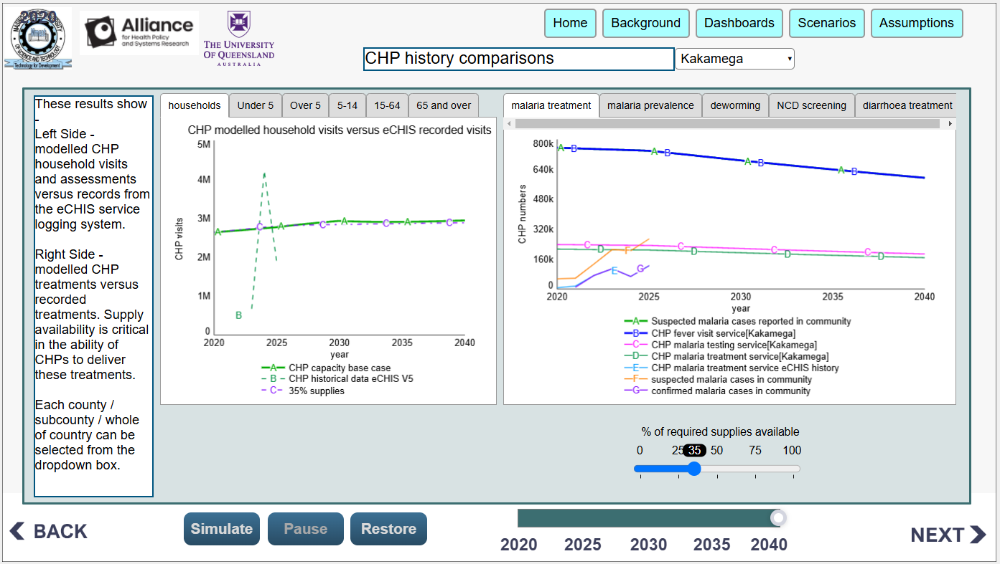 Technology for Development
Alliance
for Health Policy
and Systems Research
THE UNIVERSITY
OF QUEENSLAND
AUSTRALIA
Home
Background
Dashboards
Scenarios
Assumptions
CHP history comparisons
Kakamega
These results show
-
Left Side -
modelled CHP
household visits
and assessments
versus records from
the eCHIS service
logging system.
Right Side -
modelled CHP
treatments versus
recorded
treatments. Supply
availability is critical
in the ability of
CHPs to deliver
these treatments.
Each county /
subcounty / whole
of country can be
selected from the
dropdown box.
households
Under 5
Over 5
5-14
15-64
65 and over
CHP modelled household visits versus eCHIS recorded visits
5M
4M
3M
2M
1M
0
CHP visits
A
C
A
C
A
C
A
C
B
2020
2025
2030
2035
2040
year
A CHP capacity base case
B CHP historical data eCHIS V5
C 35% supplies
malaria treatment
malaria prevalence
deworming
NCD screening
diarrhoea treatment
800k
640k
480k
320k
160k
0
CHP numbers
A B
A B
A B
A B
C D
C D
C D
C D
F
E
G
2020
2025
2030
2035
2040
year
A Suspected malaria cases reported in community
B CHP fever visit service[Kakamega]
C CHP malaria testing service[Kakamega]
D CHP malaria treatment service[Kakamega]
E CHP malaria treatment service eCHIS history
F suspected malaria cases in community
G confirmed malaria cases in community
% of required supplies available
0 25 35 50 75 100
BACK
Simulate
Pause
Restore
2020 2025 2030 2035 2040
NEXT